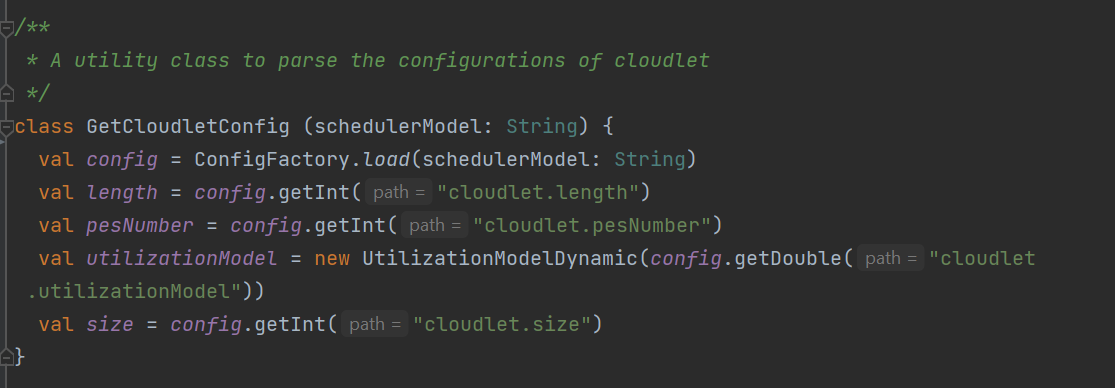 /**
 * A utility class to parse the configurations of cloudlet
 */
class GetCloudletConfig (schedulerModel: String) {
  val config = ConfigFactory.load(schedulerModel: String)
  val length = config.getInt( path = "cloudlet.length")
  val pesNumber = config.getInt( path = "cloudlet.pesNumber")
  val utilizationModel = new UtilizationModelDynamic(config.getDouble( path = "cloudlet
 .utilizationModel"))
  val size = config.getInt( path = "cloudlet.size")
}